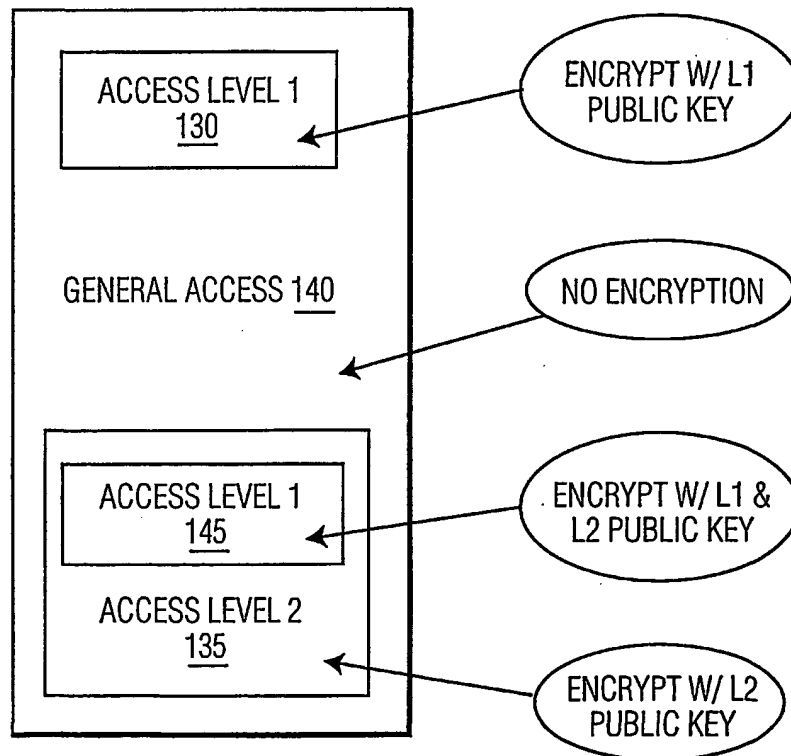 ACCESS LEVEL 1
130
ENCRYPT W/ L1
PUBLIC KEY
GENERAL ACCESS 140
NO ENCRYPTION
ACCESS LEVEL 1
145
ENCRYPT W/ L1 &
L2 PUBLIC KEY
ACCESS LEVEL 2
135
ENCRYPT W/ L2
PUBLIC KEY